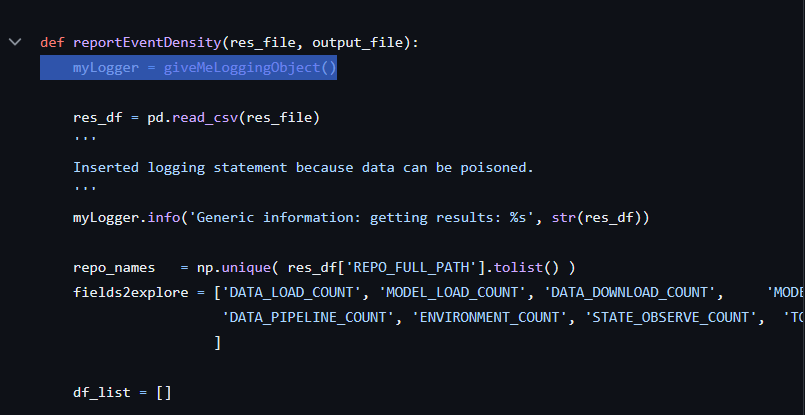 def reportEventDensity(res_file, output_file):
myLogger = giveMeLoggingObject()
res_df = pd.read_csv(res_file)
'''
Inserted logging statement because data can be poisoned.
'''
myLogger.info('Generic information: getting results: %s', str(res_df))
repo_names   = np.unique( res_df['REPO_FULL_PATH'].tolist() )
fields2explore = ['DATA_LOAD_COUNT', 'MODEL_LOAD_COUNT', 'DATA_DOWNLOAD_COUNT',     'MODE
'DATA_PIPELINE_COUNT', 'ENVIRONMENT_COUNT', 'STATE_OBSERVE_COUNT',  'TO
]
df_list = []